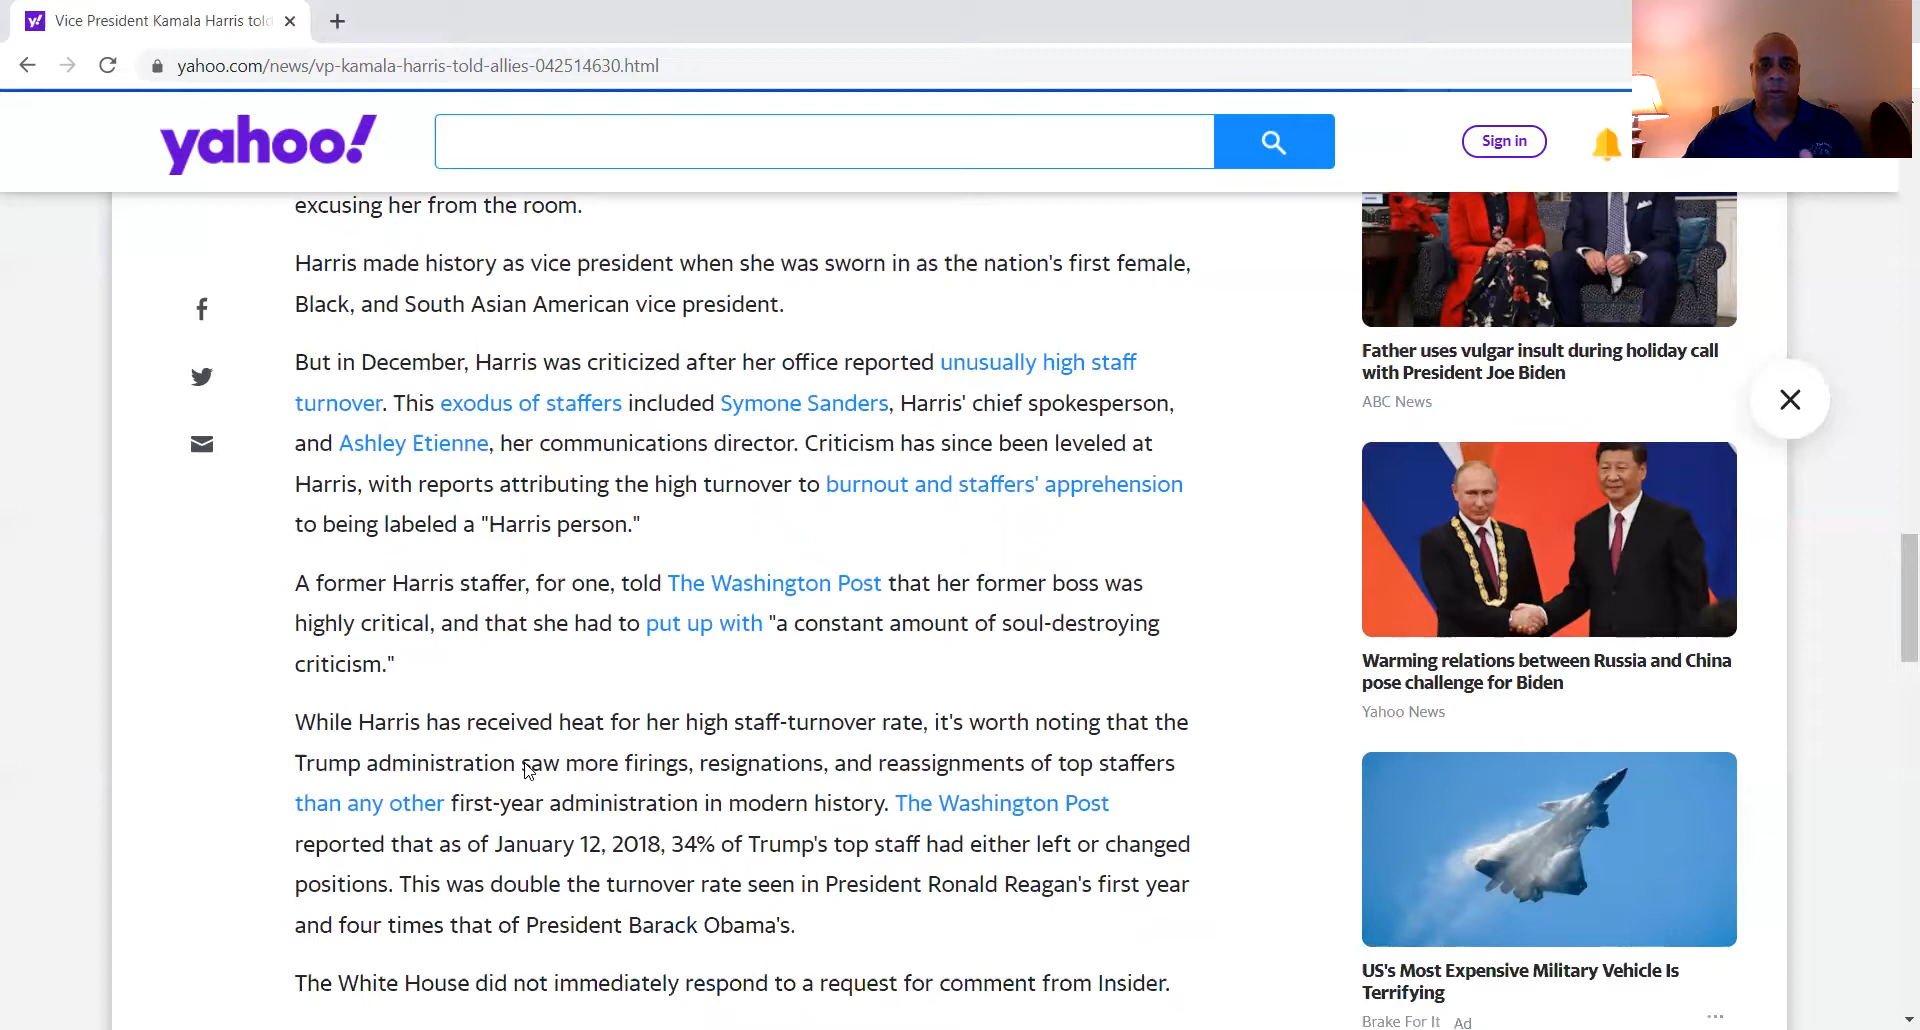 Vice President Kamala Harris told
yahoo.com/news/vp-kamala-harris-told-allies-042514630.html
yahoo!
Sign in
excusing her from the room.
Harris made history as vice president when she was sworn in as the nation's first female,
Black, and South Asian American vice president.
But in December, Harris was criticized after her office reported unusually high staff
turnover. This exodus of staffers included Symone Sanders, Harris' chief spokesperson,
and Ashley Etienne, her communications director. Criticism has since been leveled at
Harris, with reports attributing the high turnover to burnout and staffers' apprehension
to being labeled a "Harris person."
A former Harris staffer, for one, told The Washington Post that her former boss was
highly critical, and that she had to put up with "a constant amount of soul-destroying
criticism."
While Harris has received heat for her high staff-turnover rate, it's worth noting that the
Trump administration saw more firings, resignations, and reassignments of top staffers
than any other first-year administration in modern history. The Washington Post
reported that as of January 12, 2018, 34% of Trump's top staff had either left or changed
positions. This was double the turnover rate seen in President Ronald Reagan's first year
and four times that of President Barack Obama's.
The White House did not immediately respond to a request for comment from Insider.
Father uses vulgar insult during holiday call
with President Joe Biden
ABC News
Warming relations between Russia and China
pose challenge for Biden
Yahoo News
US's Most Expensive Military Vehicle Is
Terrifying
Brake For It Ad